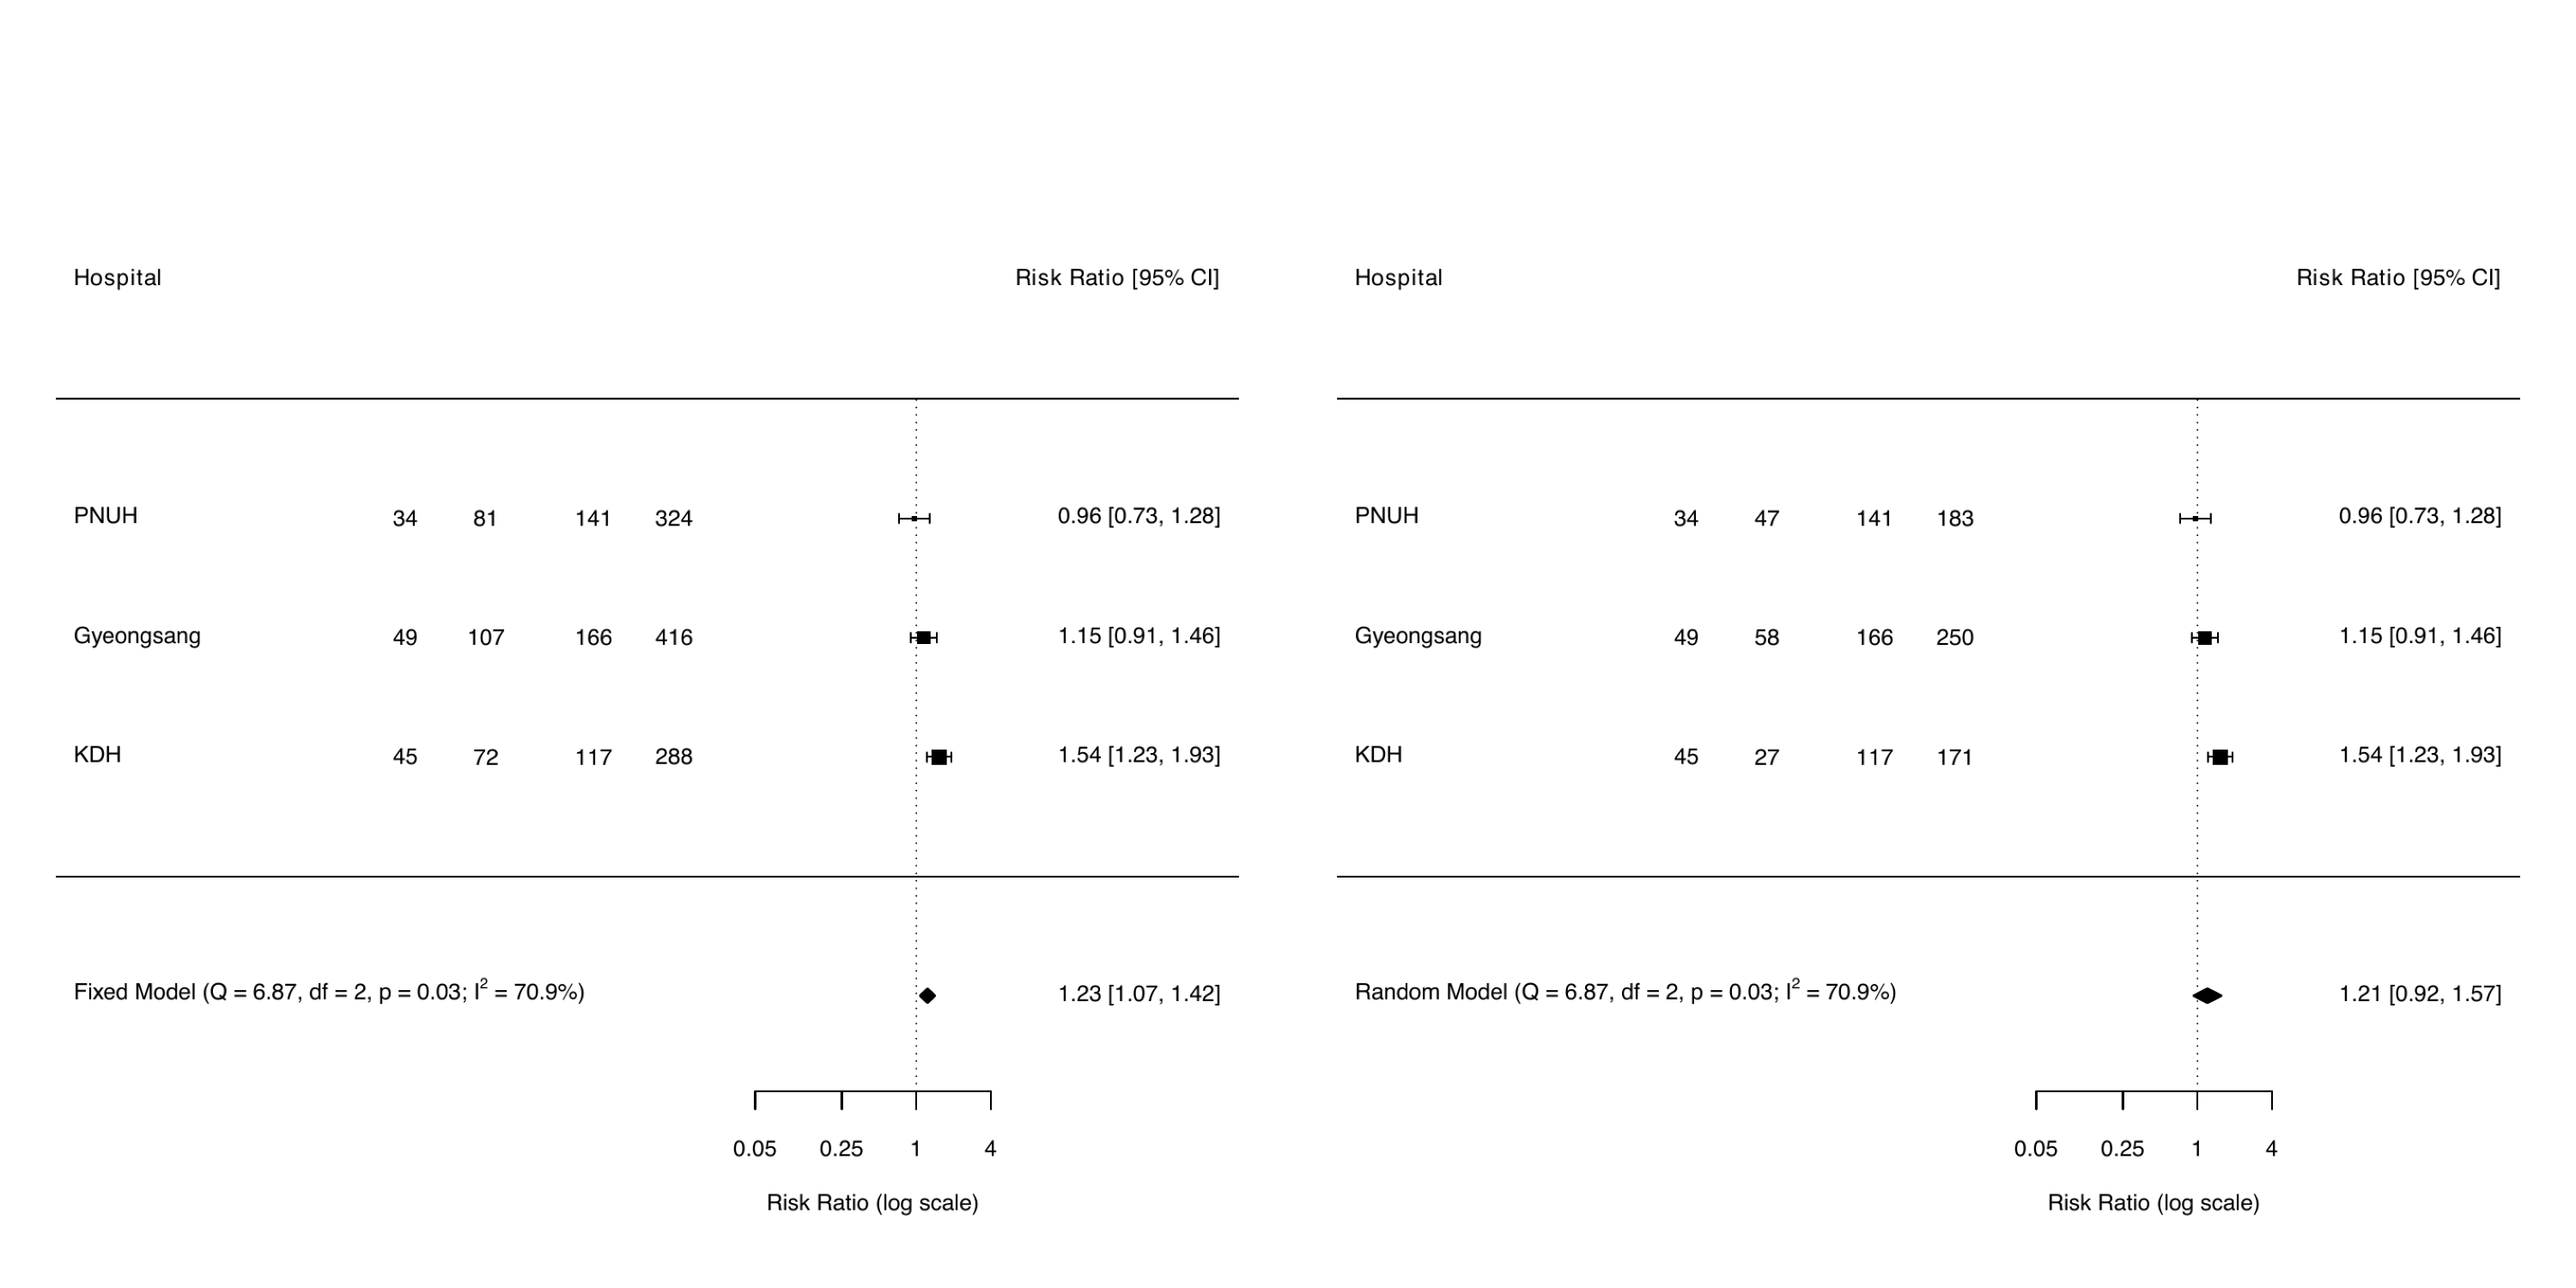 Hospital Risk Ratio [95% CI]
PNUH 34 81 141 324 0.96 [0.73, 1.28]
Gyeongsang 49 107 166 416 1.15 [0.91, 1.46]
KDH 45 72 117 288 1.54 [1.23, 1.93]
Fixed Model (Q = 6.87, df = 2, p = 0.03; I² = 70.9%) 1.23 [1.07, 1.42]
0.05 0.25 1 4
Risk Ratio (log scale)
Hospital Risk Ratio [95% CI]
PNUH 34 47 141 183 0.96 [0.73, 1.28]
Gyeongsang 49 58 166 250 1.15 [0.91, 1.46]
KDH 45 27 117 171 1.54 [1.23, 1.93]
Random Model (Q = 6.87, df = 2, p = 0.03; I² = 70.9%) 1.21 [0.92, 1.57]
0.05 0.25 1 4
Risk Ratio (log scale)